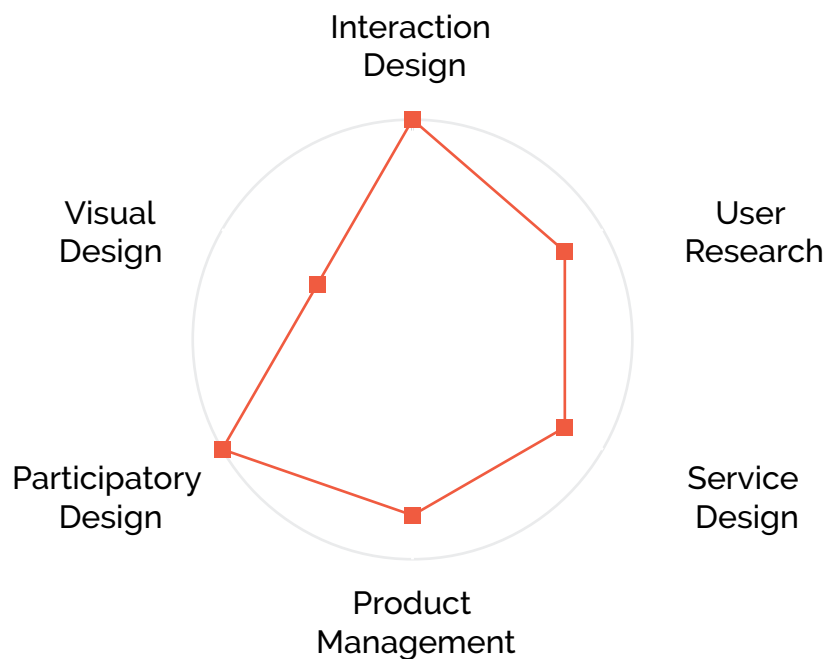 Interaction
Design
Visual
Design
User
Research
Participatory
Design
Service
Design
Product
Management